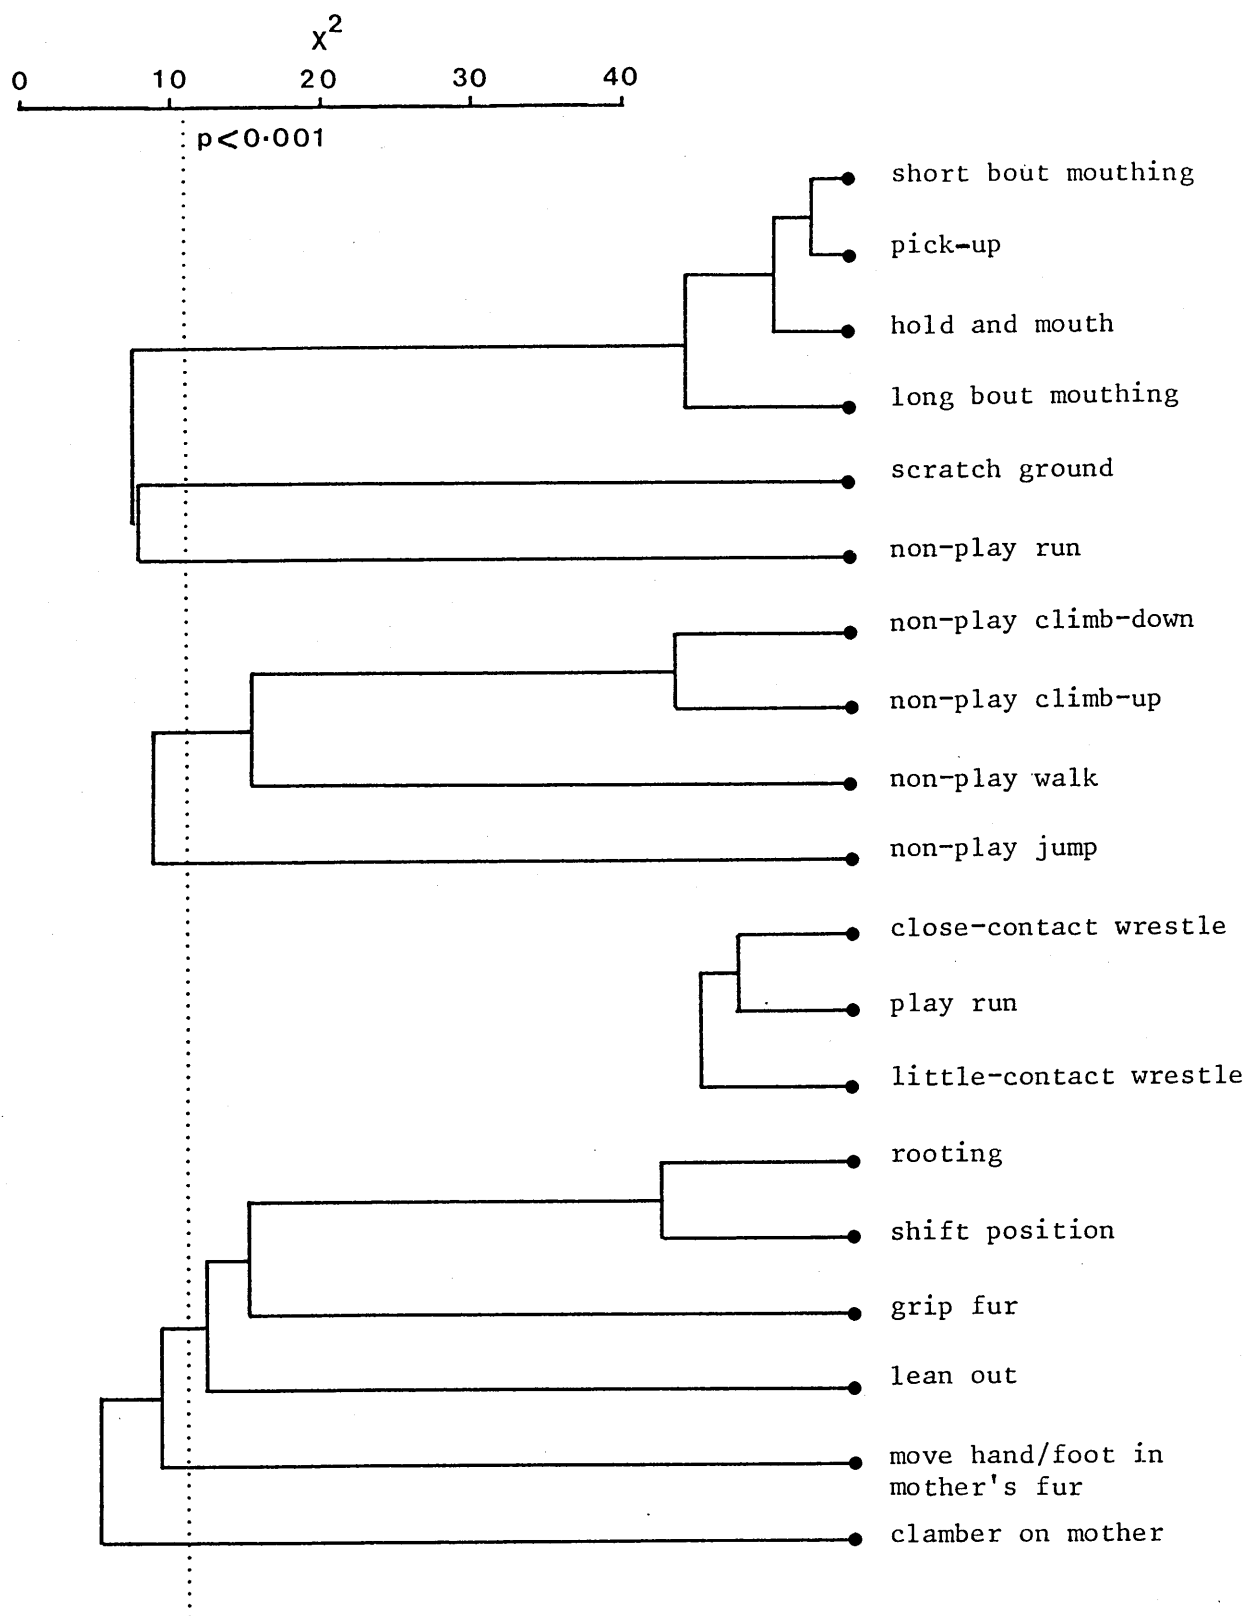 X²
0 10 20 30 40
p<0·001
short bout mouthing
pick-up
hold and mouth
long bout mouthing
scratch ground
non-play run
non-play climb-down
non-play climb-up
non-play walk
non-play jump
close-contact wrestle
play run
little-contact wrestle
rooting
shift position
grip fur
lean out
move hand/foot in
mother's fur
clamber on mother